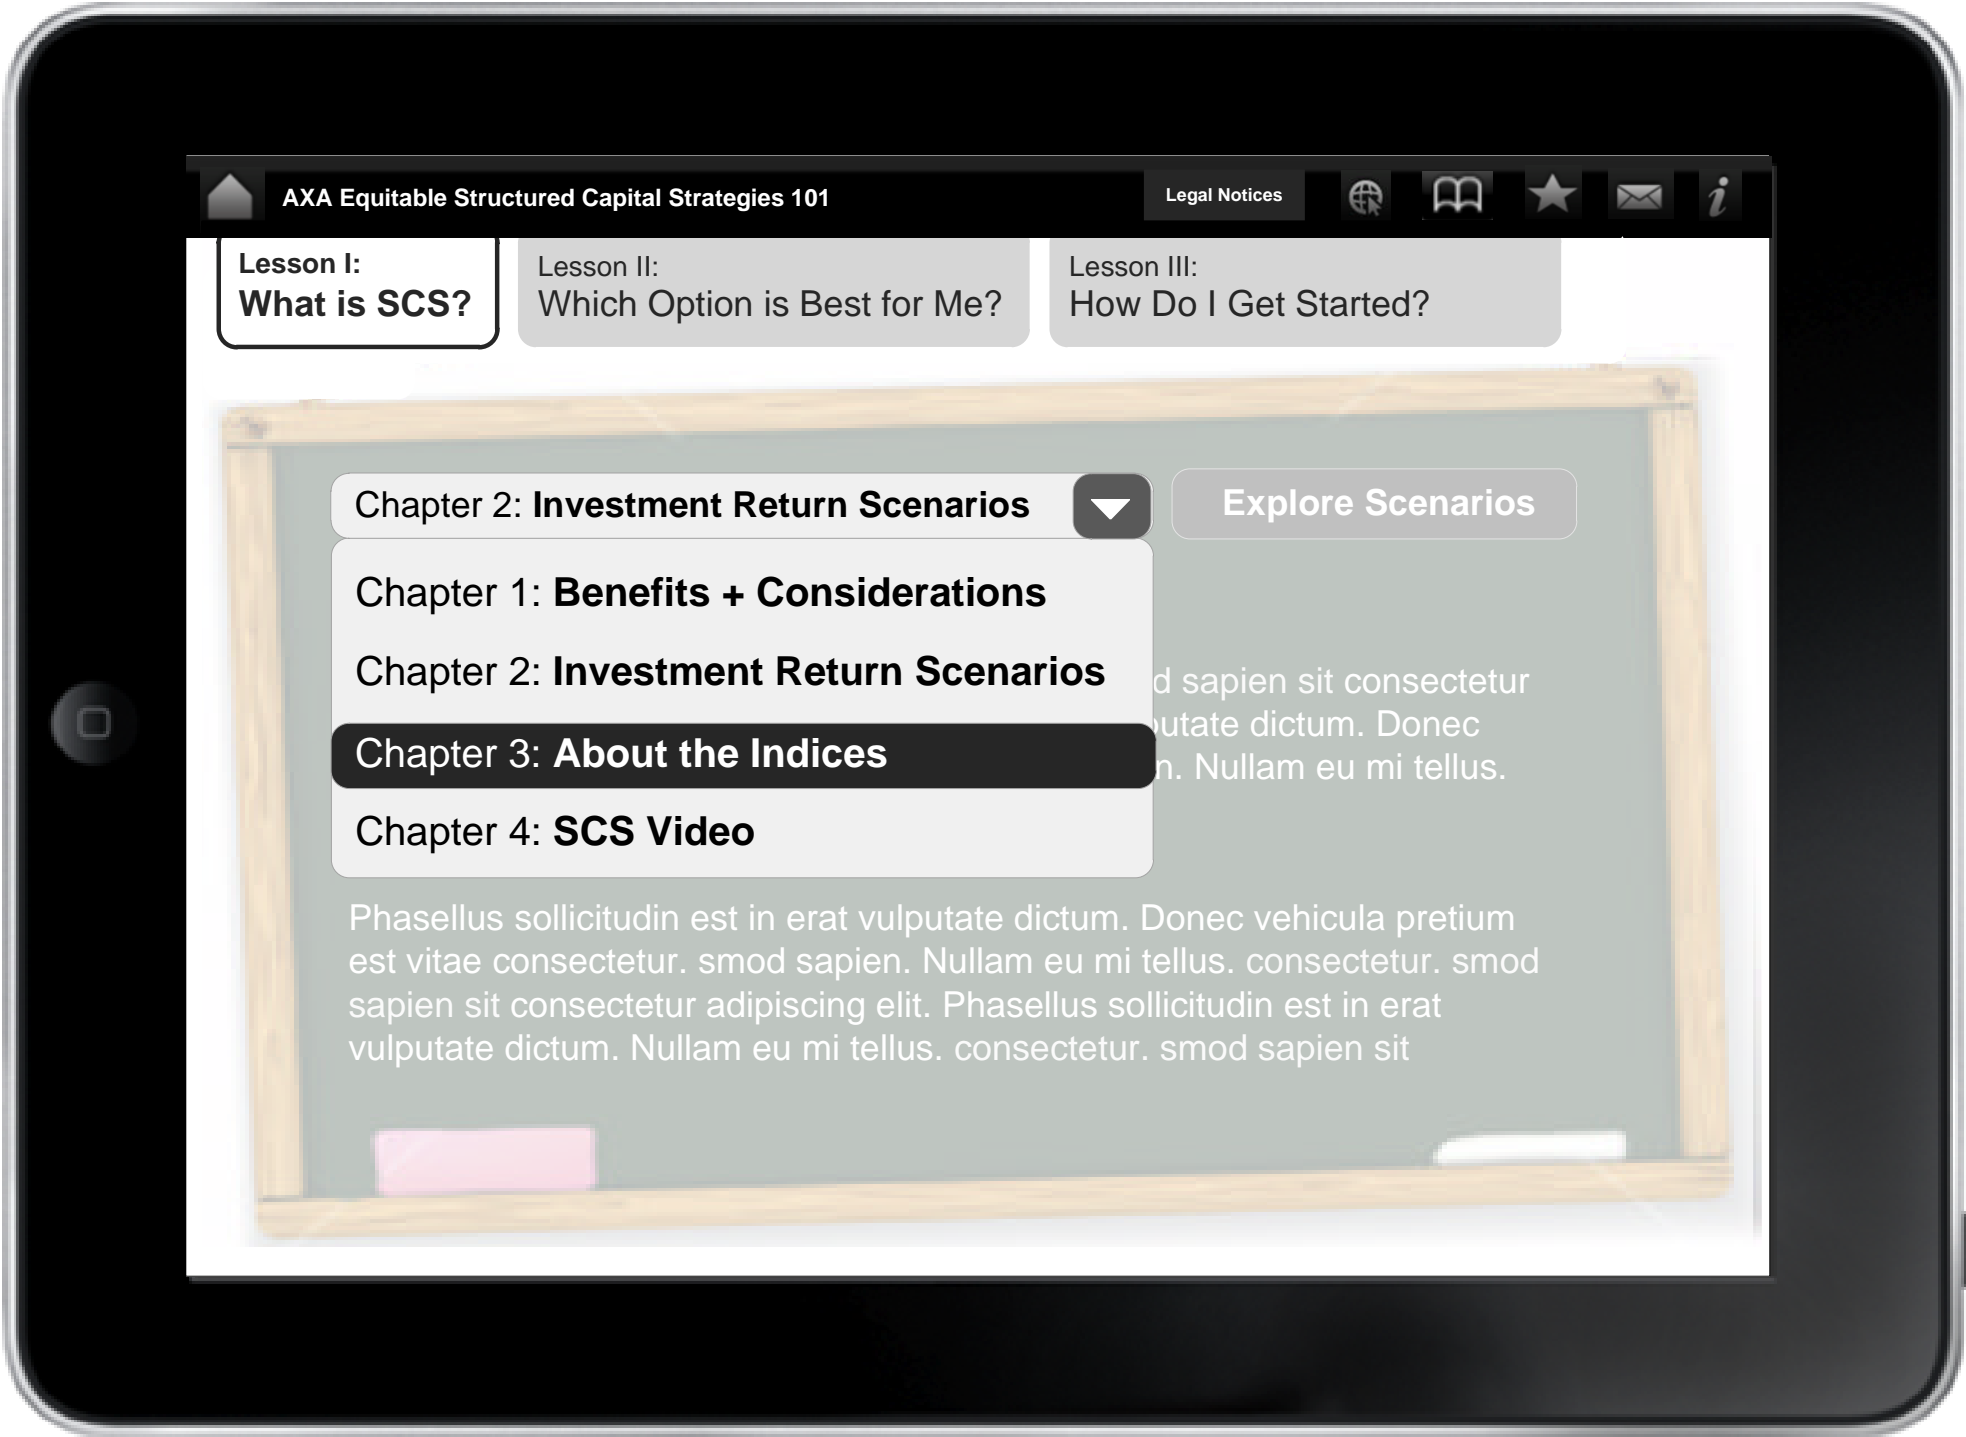 AXA Equitable Structured Capital Strategies 101
Legal Notices
Lesson I:
What is SCS?
Lesson II:
Which Option is Best for Me?
Lesson III:
How Do I Get Started?
Chapter 2: Investment Return Scenarios
Explore Scenarios
Chapter 1: Benefits + Considerations
Chapter 2: Investment Return Scenarios
Chapter 3: About the Indices
Chapter 4: SCS Video
sapien sit consectetur
dictum. Donec
Nullam eu mi tellus.
Phasellus sollicitudin est in erat vulputate dictum. Donec vehicula pretium
est vitae consectetur. smod sapien. Nullam eu mi tellus. consectetur. smod
sapien sit consectetur adipiscing elit. Phasellus sollicitudin est in erat
vulputate dictum. Nullam eu mi tellus. consectetur. smod sapien sit